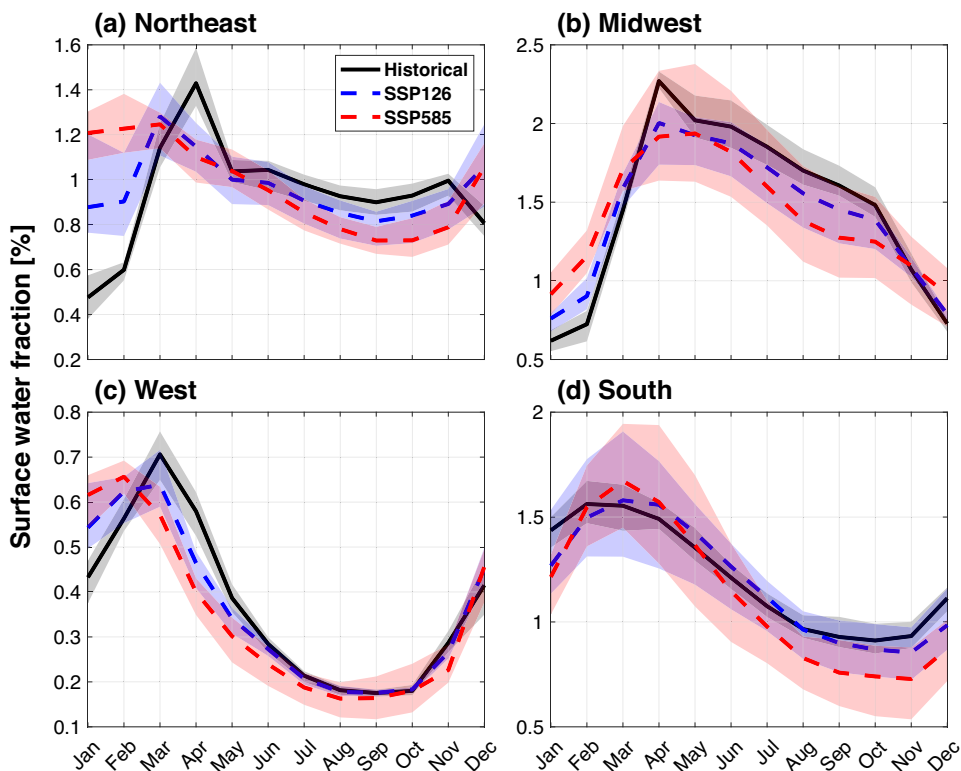 (a) Northeast
(b) Midwest
1.6
1.4
1.2
1
0.8
0.6
0.4
0.2
Historical
SSP126
SSP585
2.5
2
1.5
1
0.5
Surface water fraction [%]
(c) West
(d) South
0.8
0.7
0.6
0.5
0.4
0.3
0.2
0.1
2
1.5
1
0.5
Jan Feb Mar Apr May Jun Jul Aug Sep Oct Nov Dec
Jan Feb Mar Apr May Jun Jul Aug Sep Oct Nov Dec